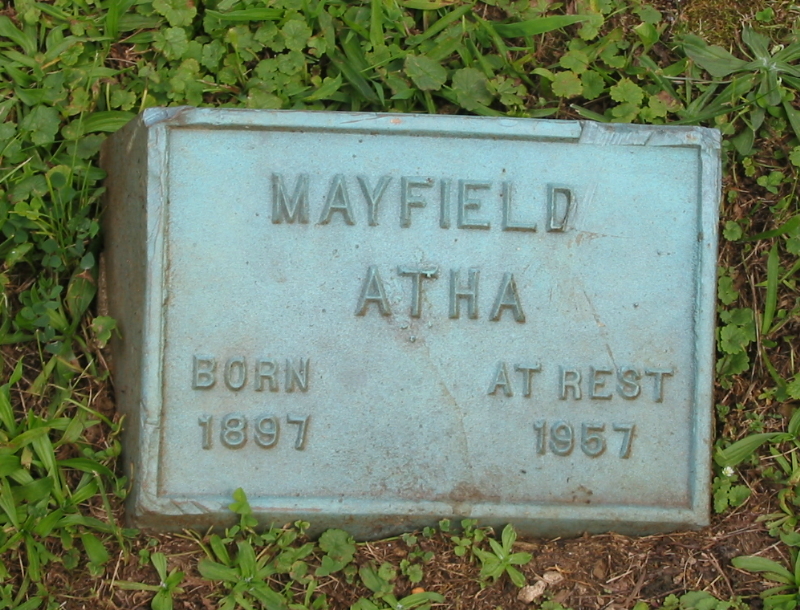 MAYFIELD
ATHA
BORN AT REST
1897 1957